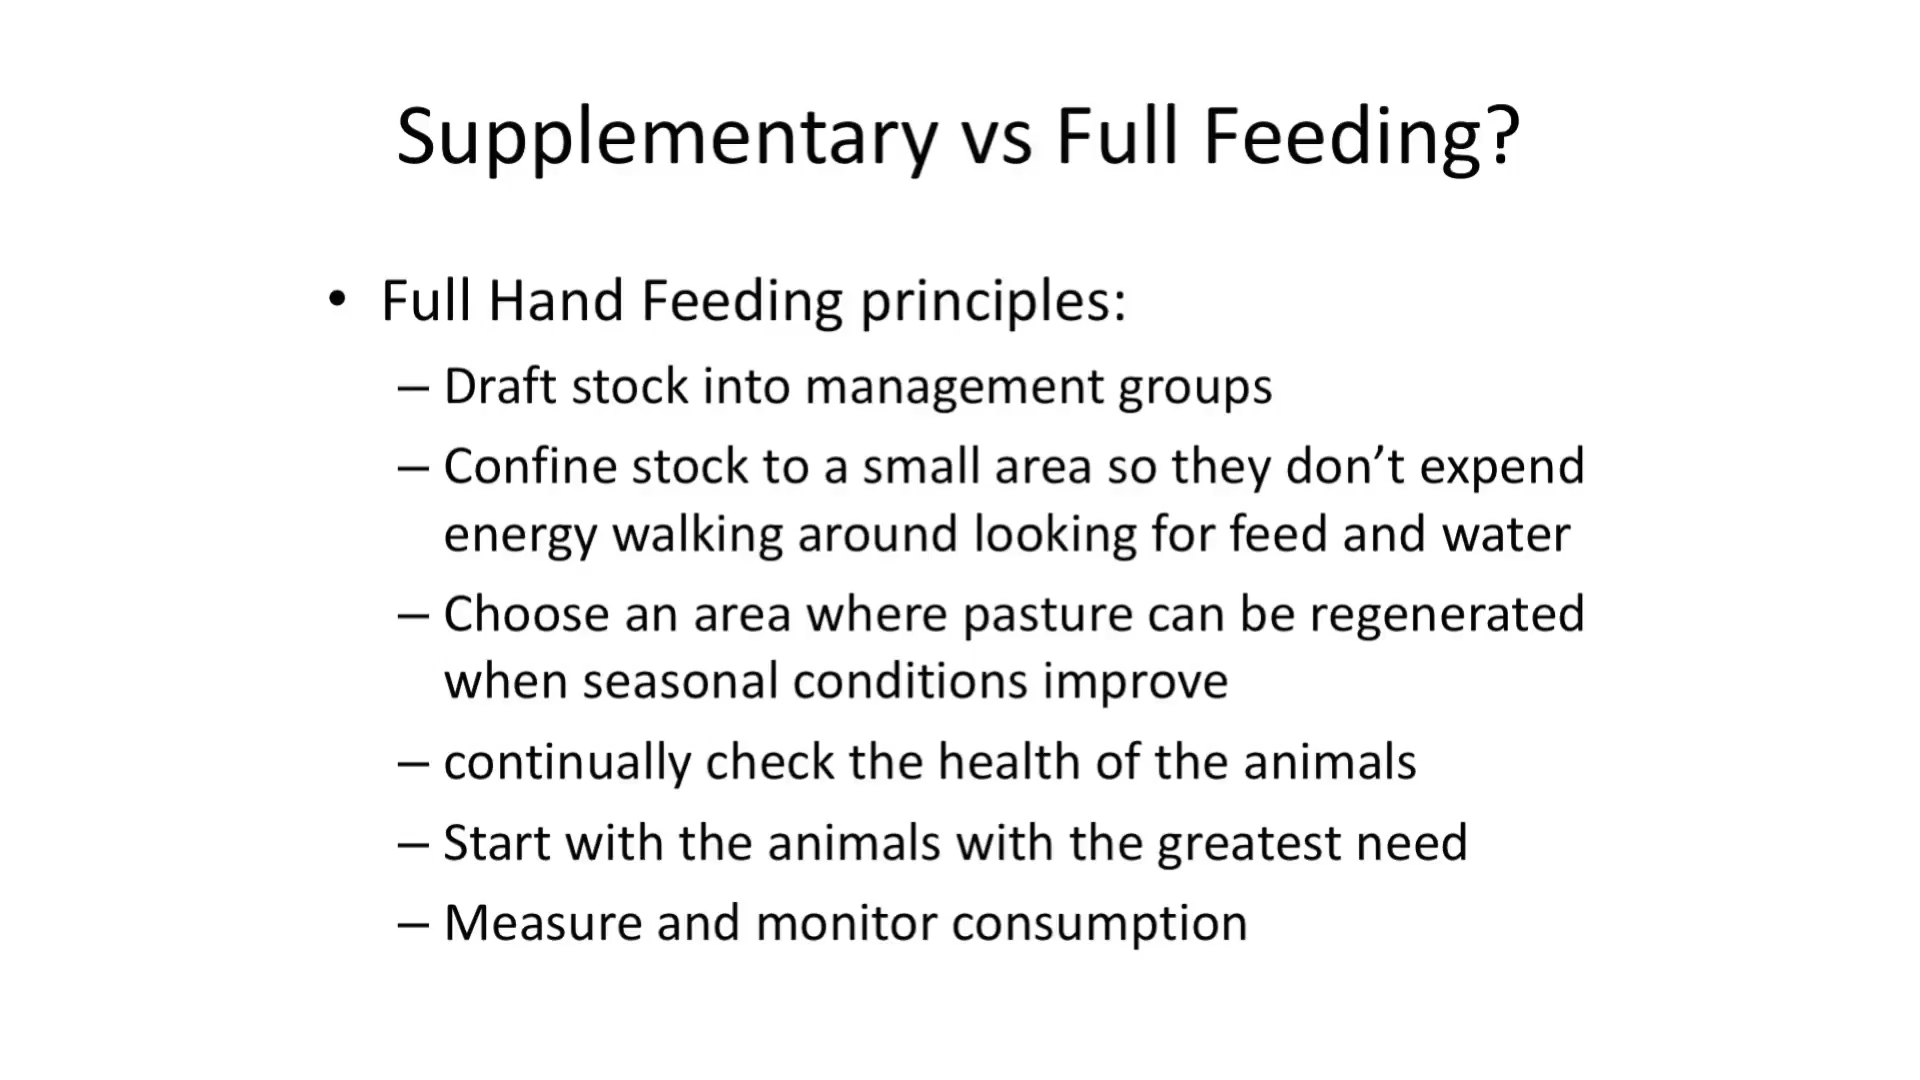 Supplementary vs Full Feeding?
• Full Hand Feeding principles:
– Draft stock into management groups
– Confine stock to a small area so they don’t expend
energy walking around looking for feed and water
– Choose an area where pasture can be regenerated
when seasonal conditions improve
– continually check the health of the animals
– Start with the animals with the greatest need
– Measure and monitor consumption